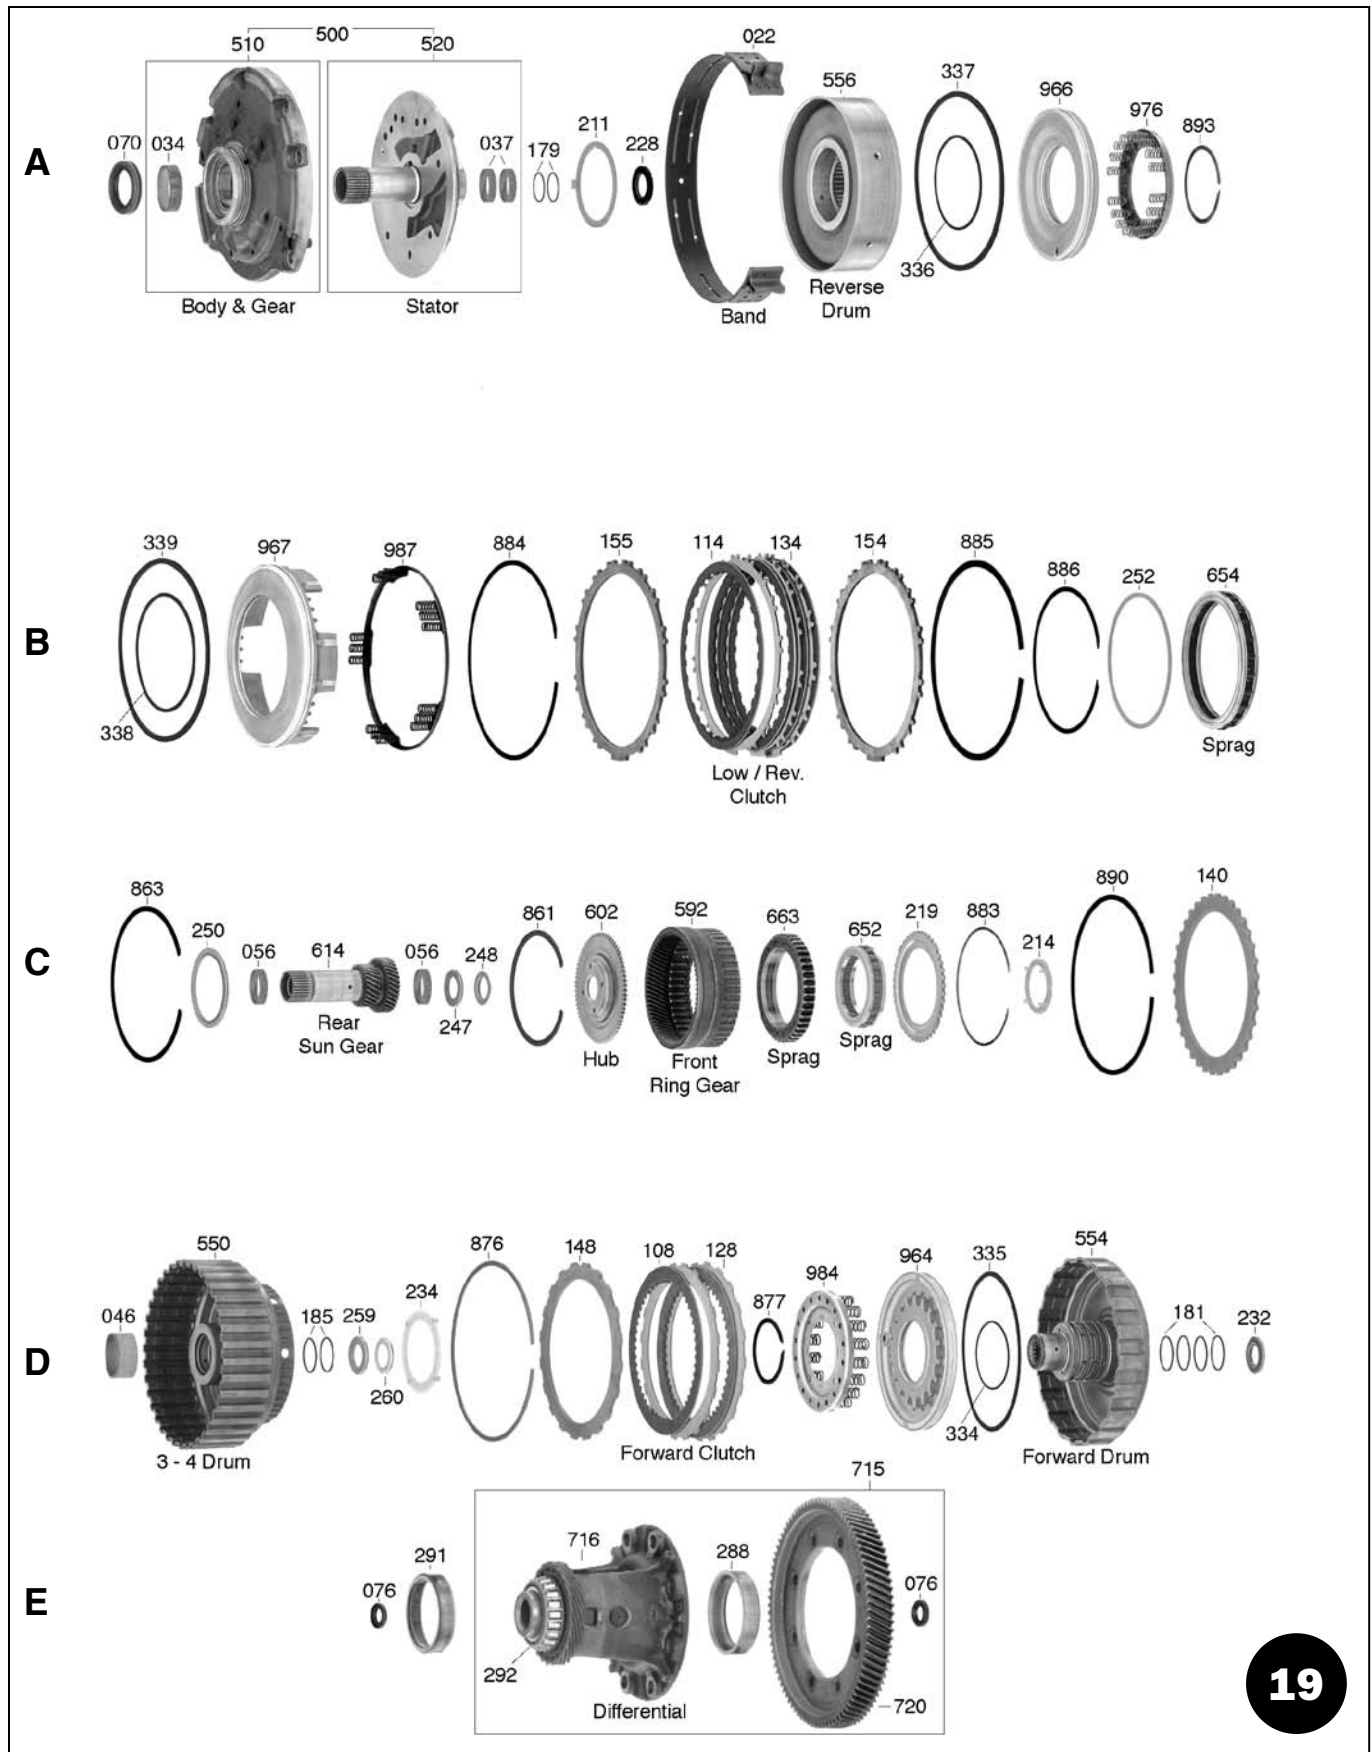 500
510 520
022
556 337 966 976 893
070 034 037 179 211 228
A
336
Body & Gear Stator Band Reverse
Drum
339 967 987 884 155 114 134 154 885 886 252 654
B
338
Low / Rev.
Clutch
Sprag
863 250 056 614 056 248 861 602 592 663 652 219 883 214 890 140
C
247
Rear
Sun Gear
Hub
Front
Ring Gear
Sprag
Sprag
550 876 148 108 128 984 964 335 554
046 185 259 234 877 181 232
D
260
334
3 - 4 Drum
Forward Clutch
Forward Drum
715
291 716 288
076 076
E
292
720
Differential
19